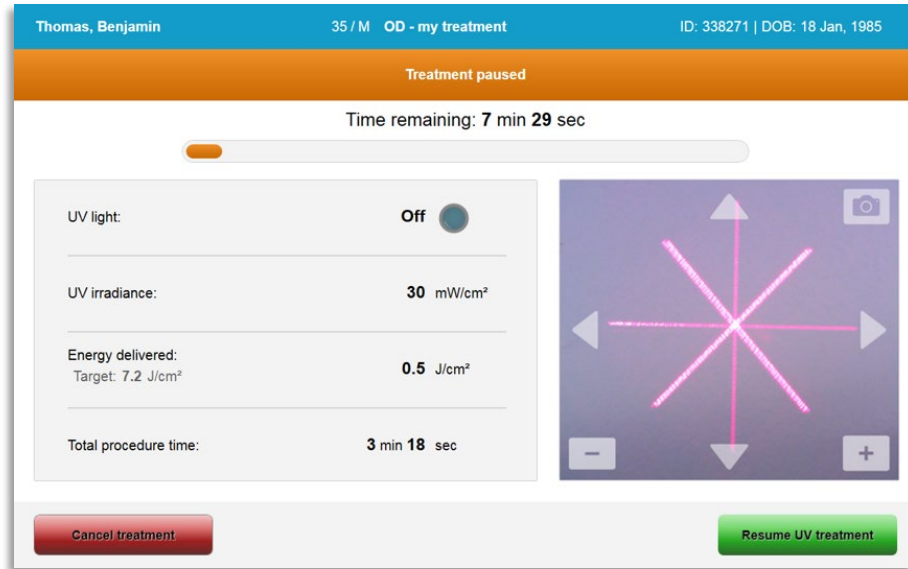 Thomas, Benjamin 35 / M OD - my treatment ID: 338271 | DOB: 18 Jan, 1985
Treatment paused
Time remaining: 7 min 29 sec
UV light: Off
UV irradiance: 30 mW/cm²
Energy delivered:
Target: 7.2 J/cm² 0.5 J/cm²
Total procedure time: 3 min 18 sec
Cancel treatment Resume UV treatment